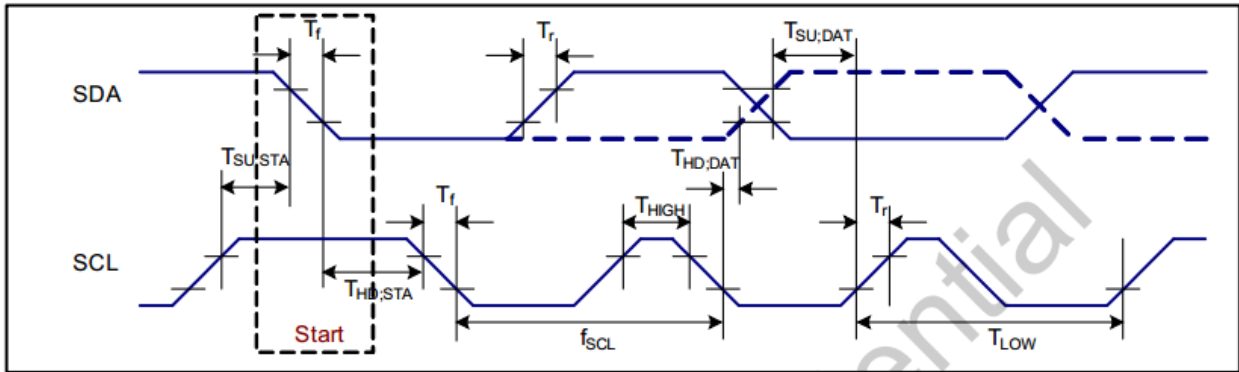 Tf
Tr
TSU;DAT
SDA
TSU;STA
THD;DAT
Tf
THIGH
Tr
SCL
THD;STA
Start
fSCL
TLOW
ential